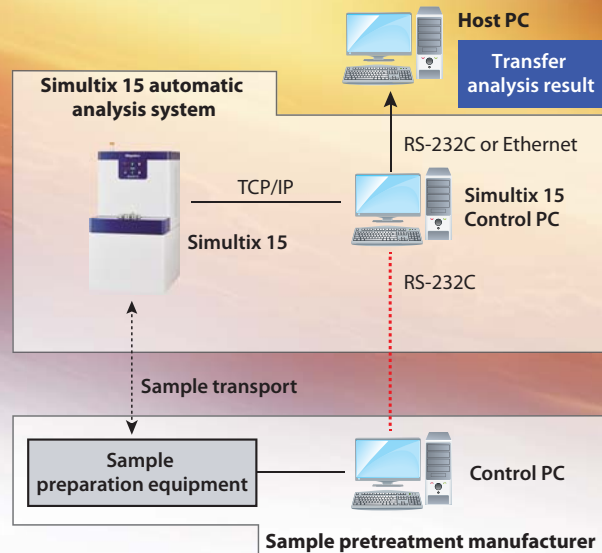 Host PC
Transfer
analysis result
Simultix 15 automatic
analysis system
RS-232C or Ethernet
TCP/IP
Simultix 15
Control PC
Simultix 15
RS-232C
Sample transport
Sample
preparation equipment
Control PC
Sample pretreatment manufacturer